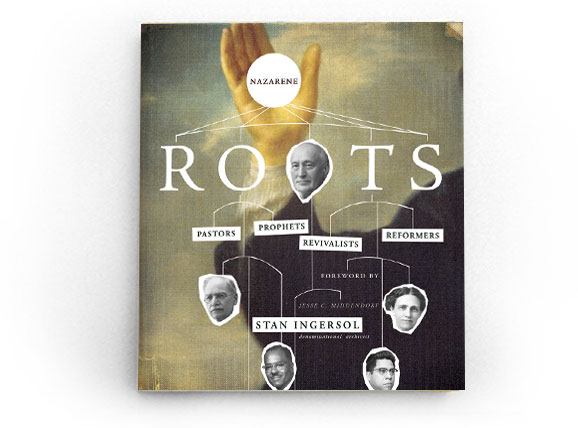 NAZARENE
ROOTS
PASTORS
PROPHETS
REVIVALISTS
REFORMERS
FOREWORD BY
JESSE C. MIDDENDORF
STAN INGERSOL
denominational archivist